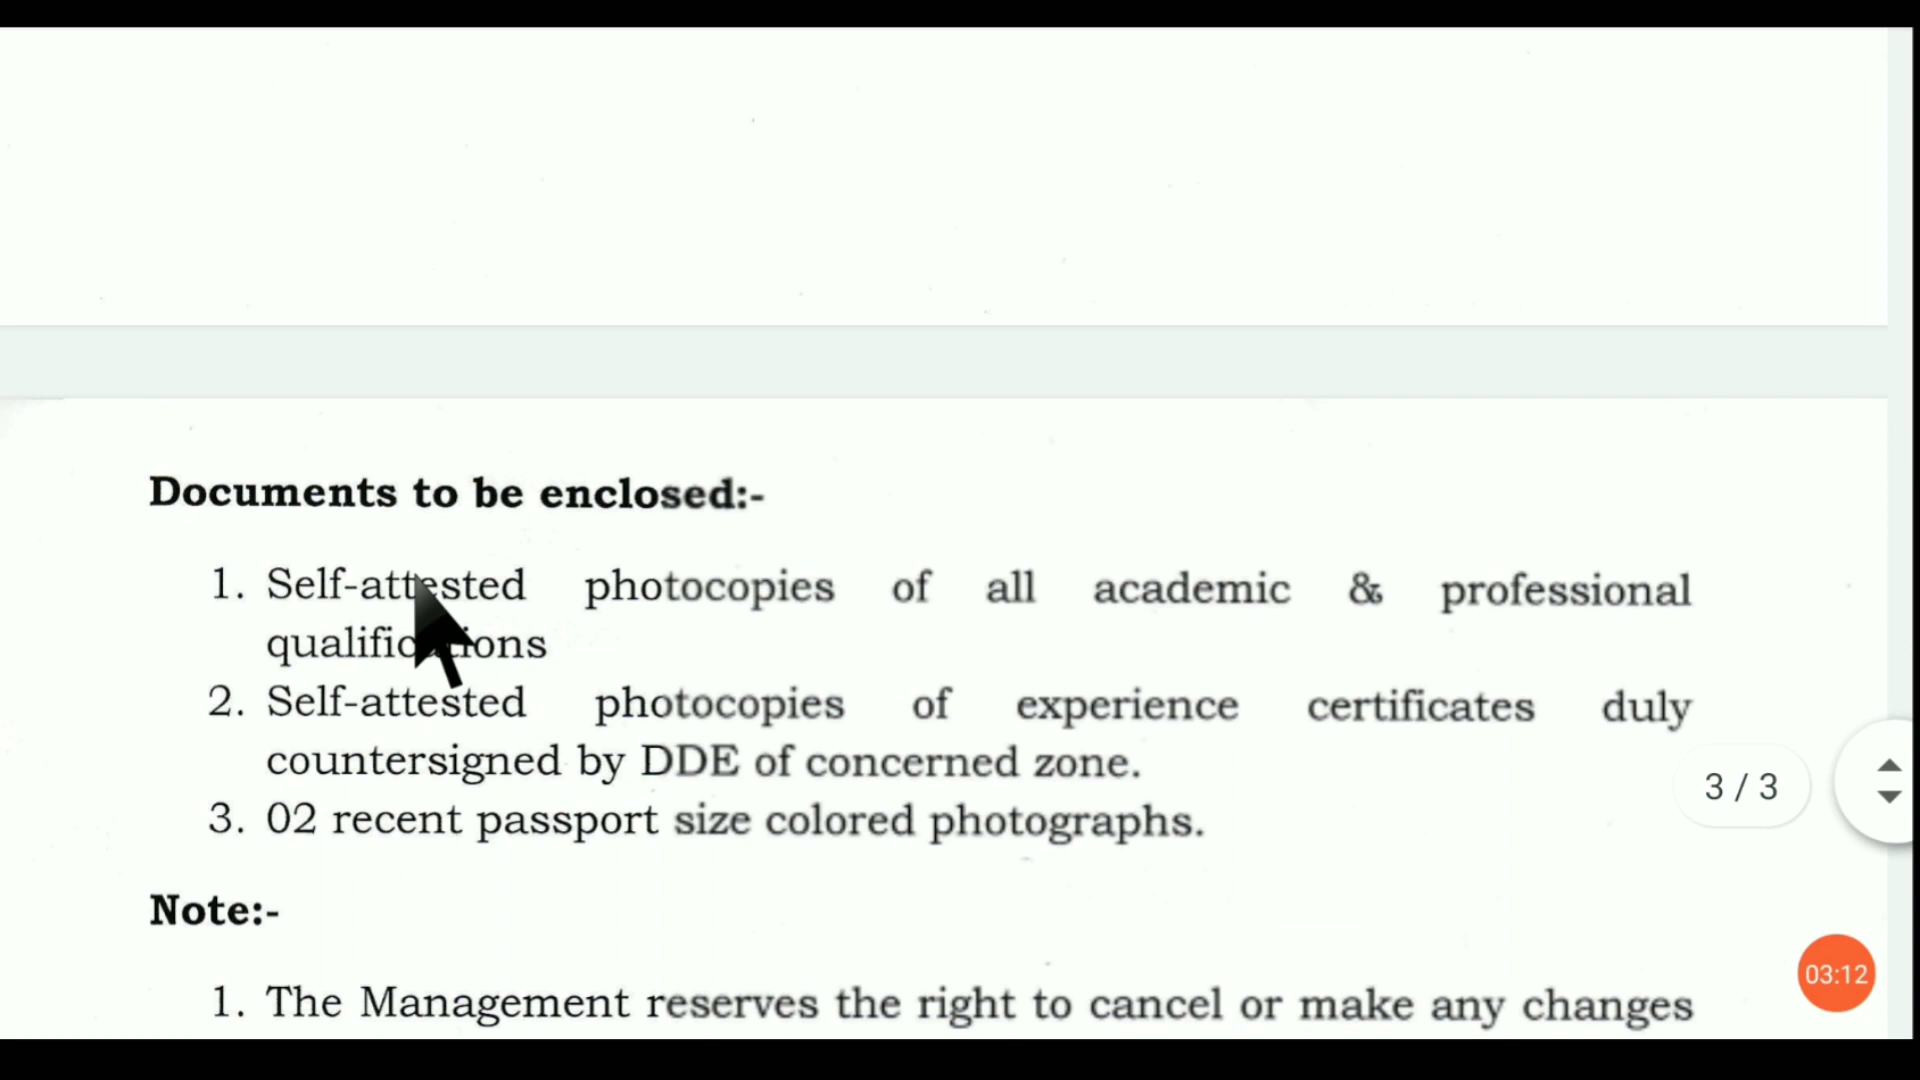 Documents to be enclosed:-
1. Self-attested photocopies of all academic & professional
qualifications
2. Self-attested photocopies of experience certificates duly
countersigned by DDE of concerned zone.
3. 02 recent passport size colored photographs.
3 / 3
Note:-
03:12
1. The Management reserves the right to cancel or make any changes